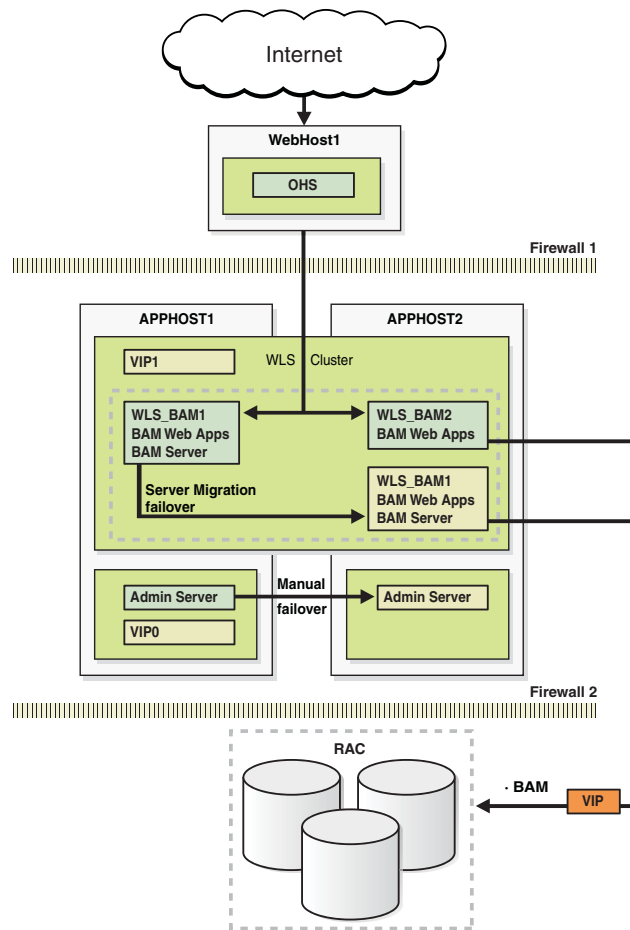 Internet
WebHost1
OHS
Firewall 1
APPHOST1
APPHOST2
VIP1
WLS Cluster
WLS_BAM1
BAM Web Apps
BAM Server
WLS_BAM2
BAM Web Apps
Server Migration
failover
WLS_BAM1
BAM Web Apps
BAM Server
Admin Server
VIP0
Manual
failover
Admin Server
Firewall 2
RAC
· BAM
VIP